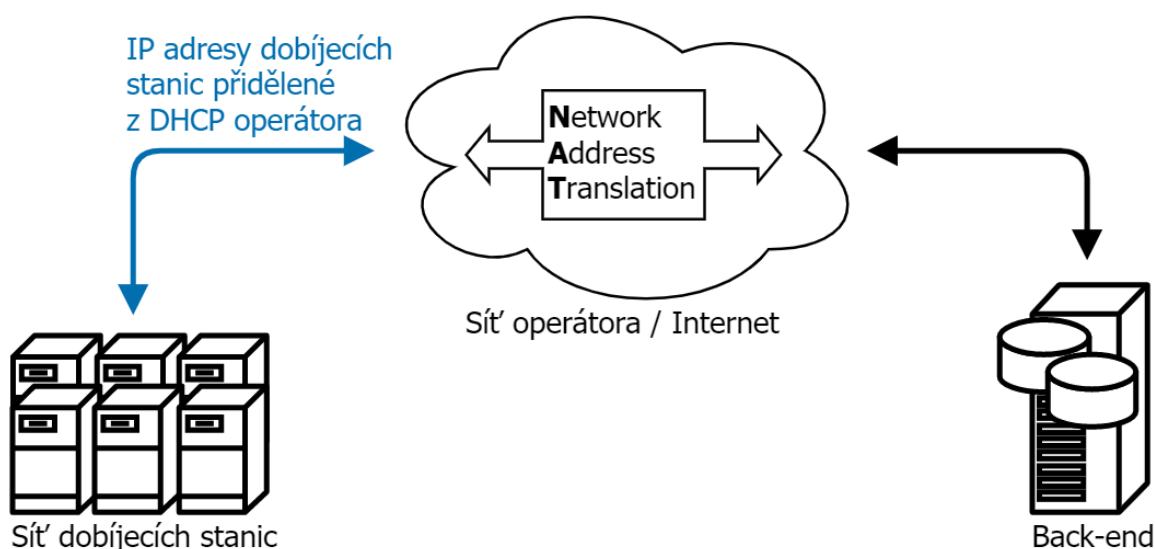 IP adresy dobíjecích
stanic přidělené
z DHCP operátora
Network
Address
Translation
Síť operátora / Internet
Síť dobíjecích stanic
Back-end